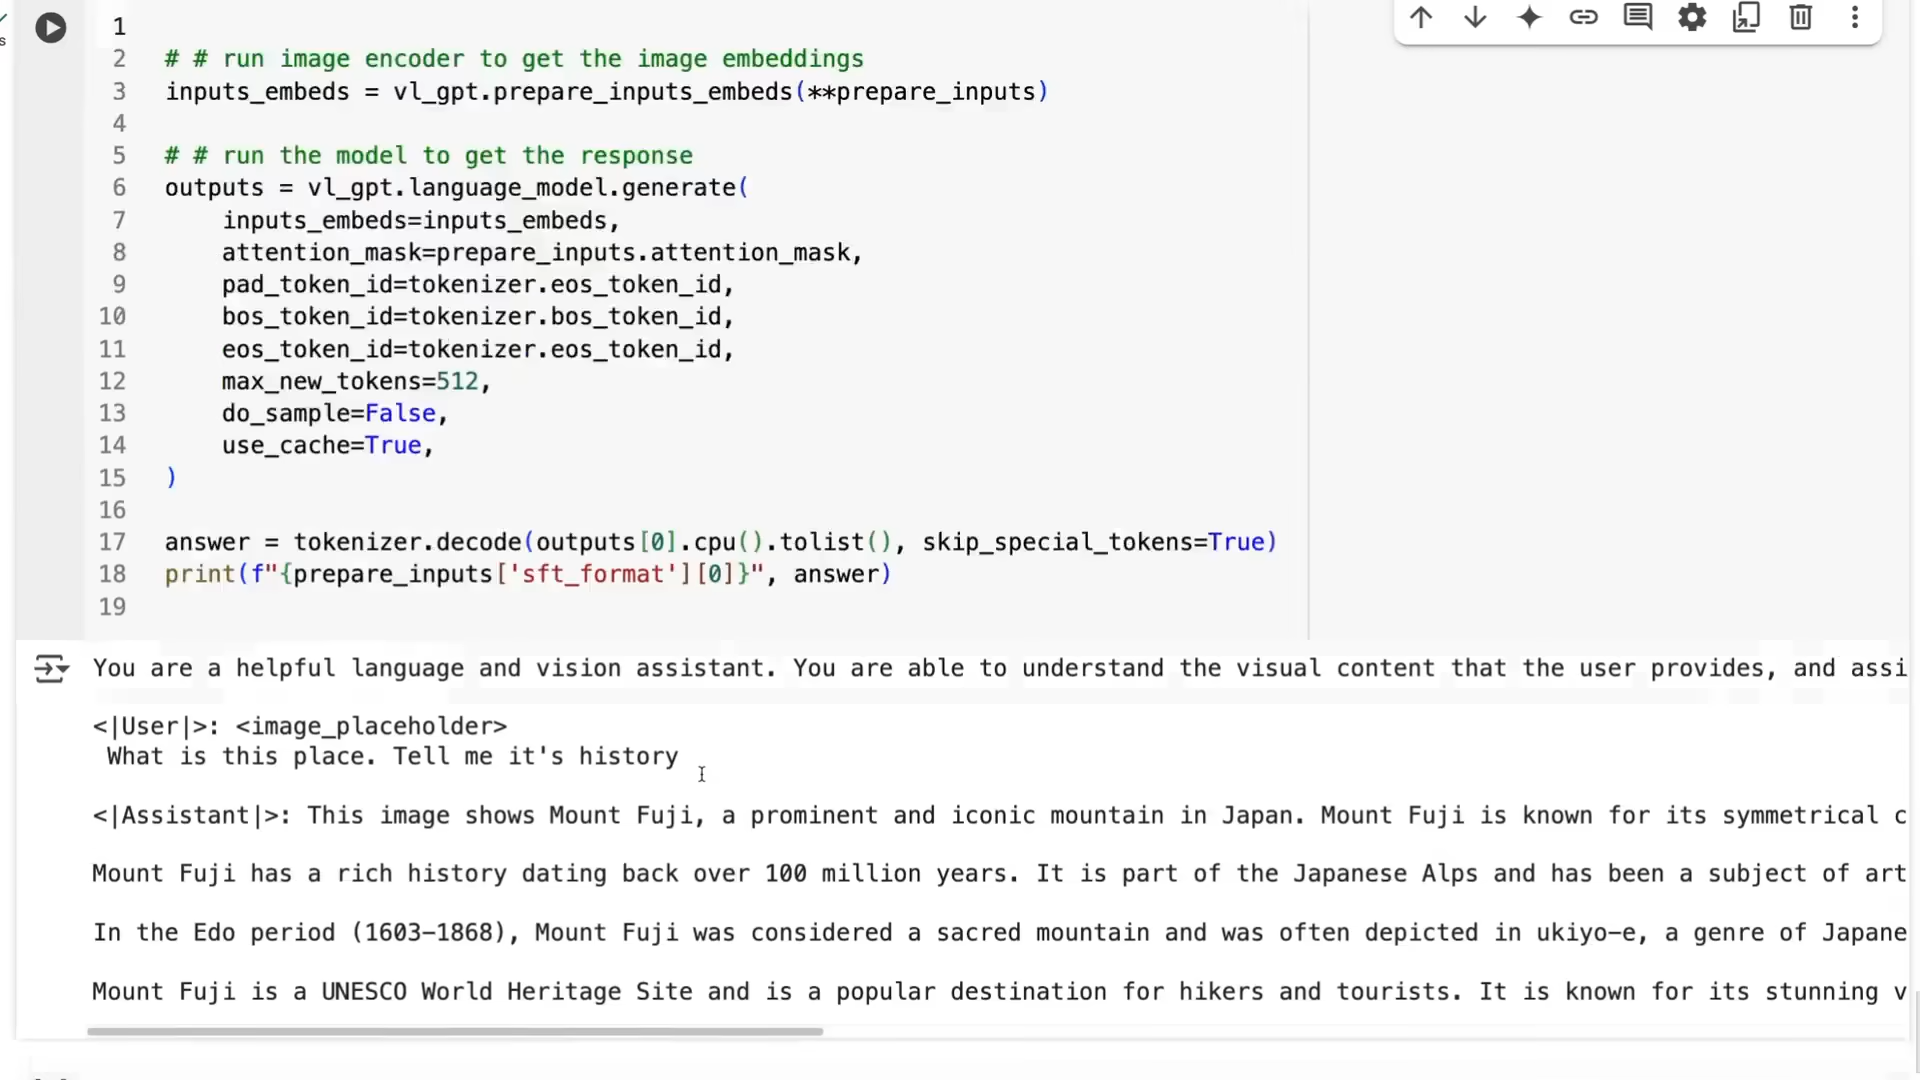 1
2 # # run image encoder to get the image embeddings
3 inputs_embeds = vl_gpt.prepare_inputs_embeds(**prepare_inputs)
4
5 # # run the model to get the response
6 outputs = vl_gpt.language_model.generate(
7 inputs_embeds=inputs_embeds,
8 attention_mask=prepare_inputs.attention_mask,
9 pad_token_id=tokenizer.eos_token_id,
10 bos_token_id=tokenizer.bos_token_id,
11 eos_token_id=tokenizer.eos_token_id,
12 max_new_tokens=512,
13 do_sample=False,
14 use_cache=True,
15 )
16
17 answer = tokenizer.decode(outputs[0].cpu().tolist(), skip_special_tokens=True)
18 print(f"{prepare_inputs['sft_format'][0]}", answer)
19
You are a helpful language and vision assistant. You are able to understand the visual content that the user provides, and assi
<|User|>: <image_placeholder>
What is this place. Tell me it's history
<|Assistant|>: This image shows Mount Fuji, a prominent and iconic mountain in Japan. Mount Fuji is known for its symmetrical c
Mount Fuji has a rich history dating back over 100 million years. It is part of the Japanese Alps and has been a subject of art
In the Edo period (1603–1868), Mount Fuji was considered a sacred mountain and was often depicted in ukiyo-e, a genre of Japane
Mount Fuji is a UNESCO World Heritage Site and is a popular destination for hikers and tourists. It is known for its stunning v